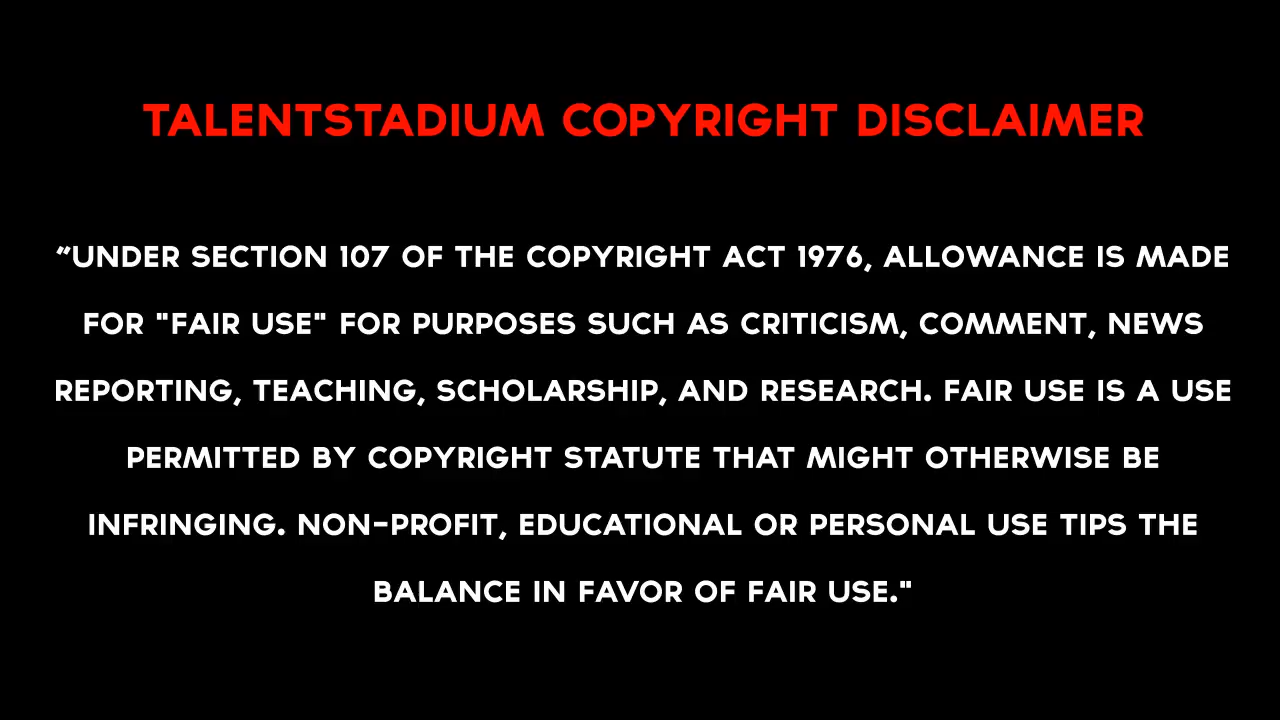 TALENTSTADIUM COPYRIGHT DISCLAIMER
“UNDER SECTION 107 OF THE COPYRIGHT ACT 1976, ALLOWANCE IS MADE
FOR "FAIR USE" FOR PURPOSES SUCH AS CRITICISM, COMMENT, NEWS
REPORTING, TEACHING, SCHOLARSHIP, AND RESEARCH. FAIR USE IS A USE
PERMITTED BY COPYRIGHT STATUTE THAT MIGHT OTHERWISE BE
INFRINGING. NON-PROFIT, EDUCATIONAL OR PERSONAL USE TIPS THE
BALANCE IN FAVOR OF FAIR USE."